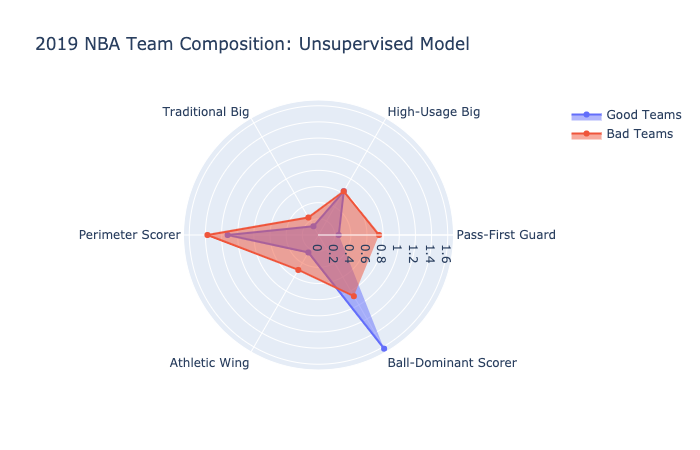 2019 NBA Team Composition: Unsupervised Model
Traditional Big
High-Usage Big
Good Teams
Bad Teams
Perimeter Scorer
Pass-First Guard
0
0.2
0.4
0.6
0.8
1
1.2
1.4
1.6
Athletic Wing
Ball-Dominant Scorer